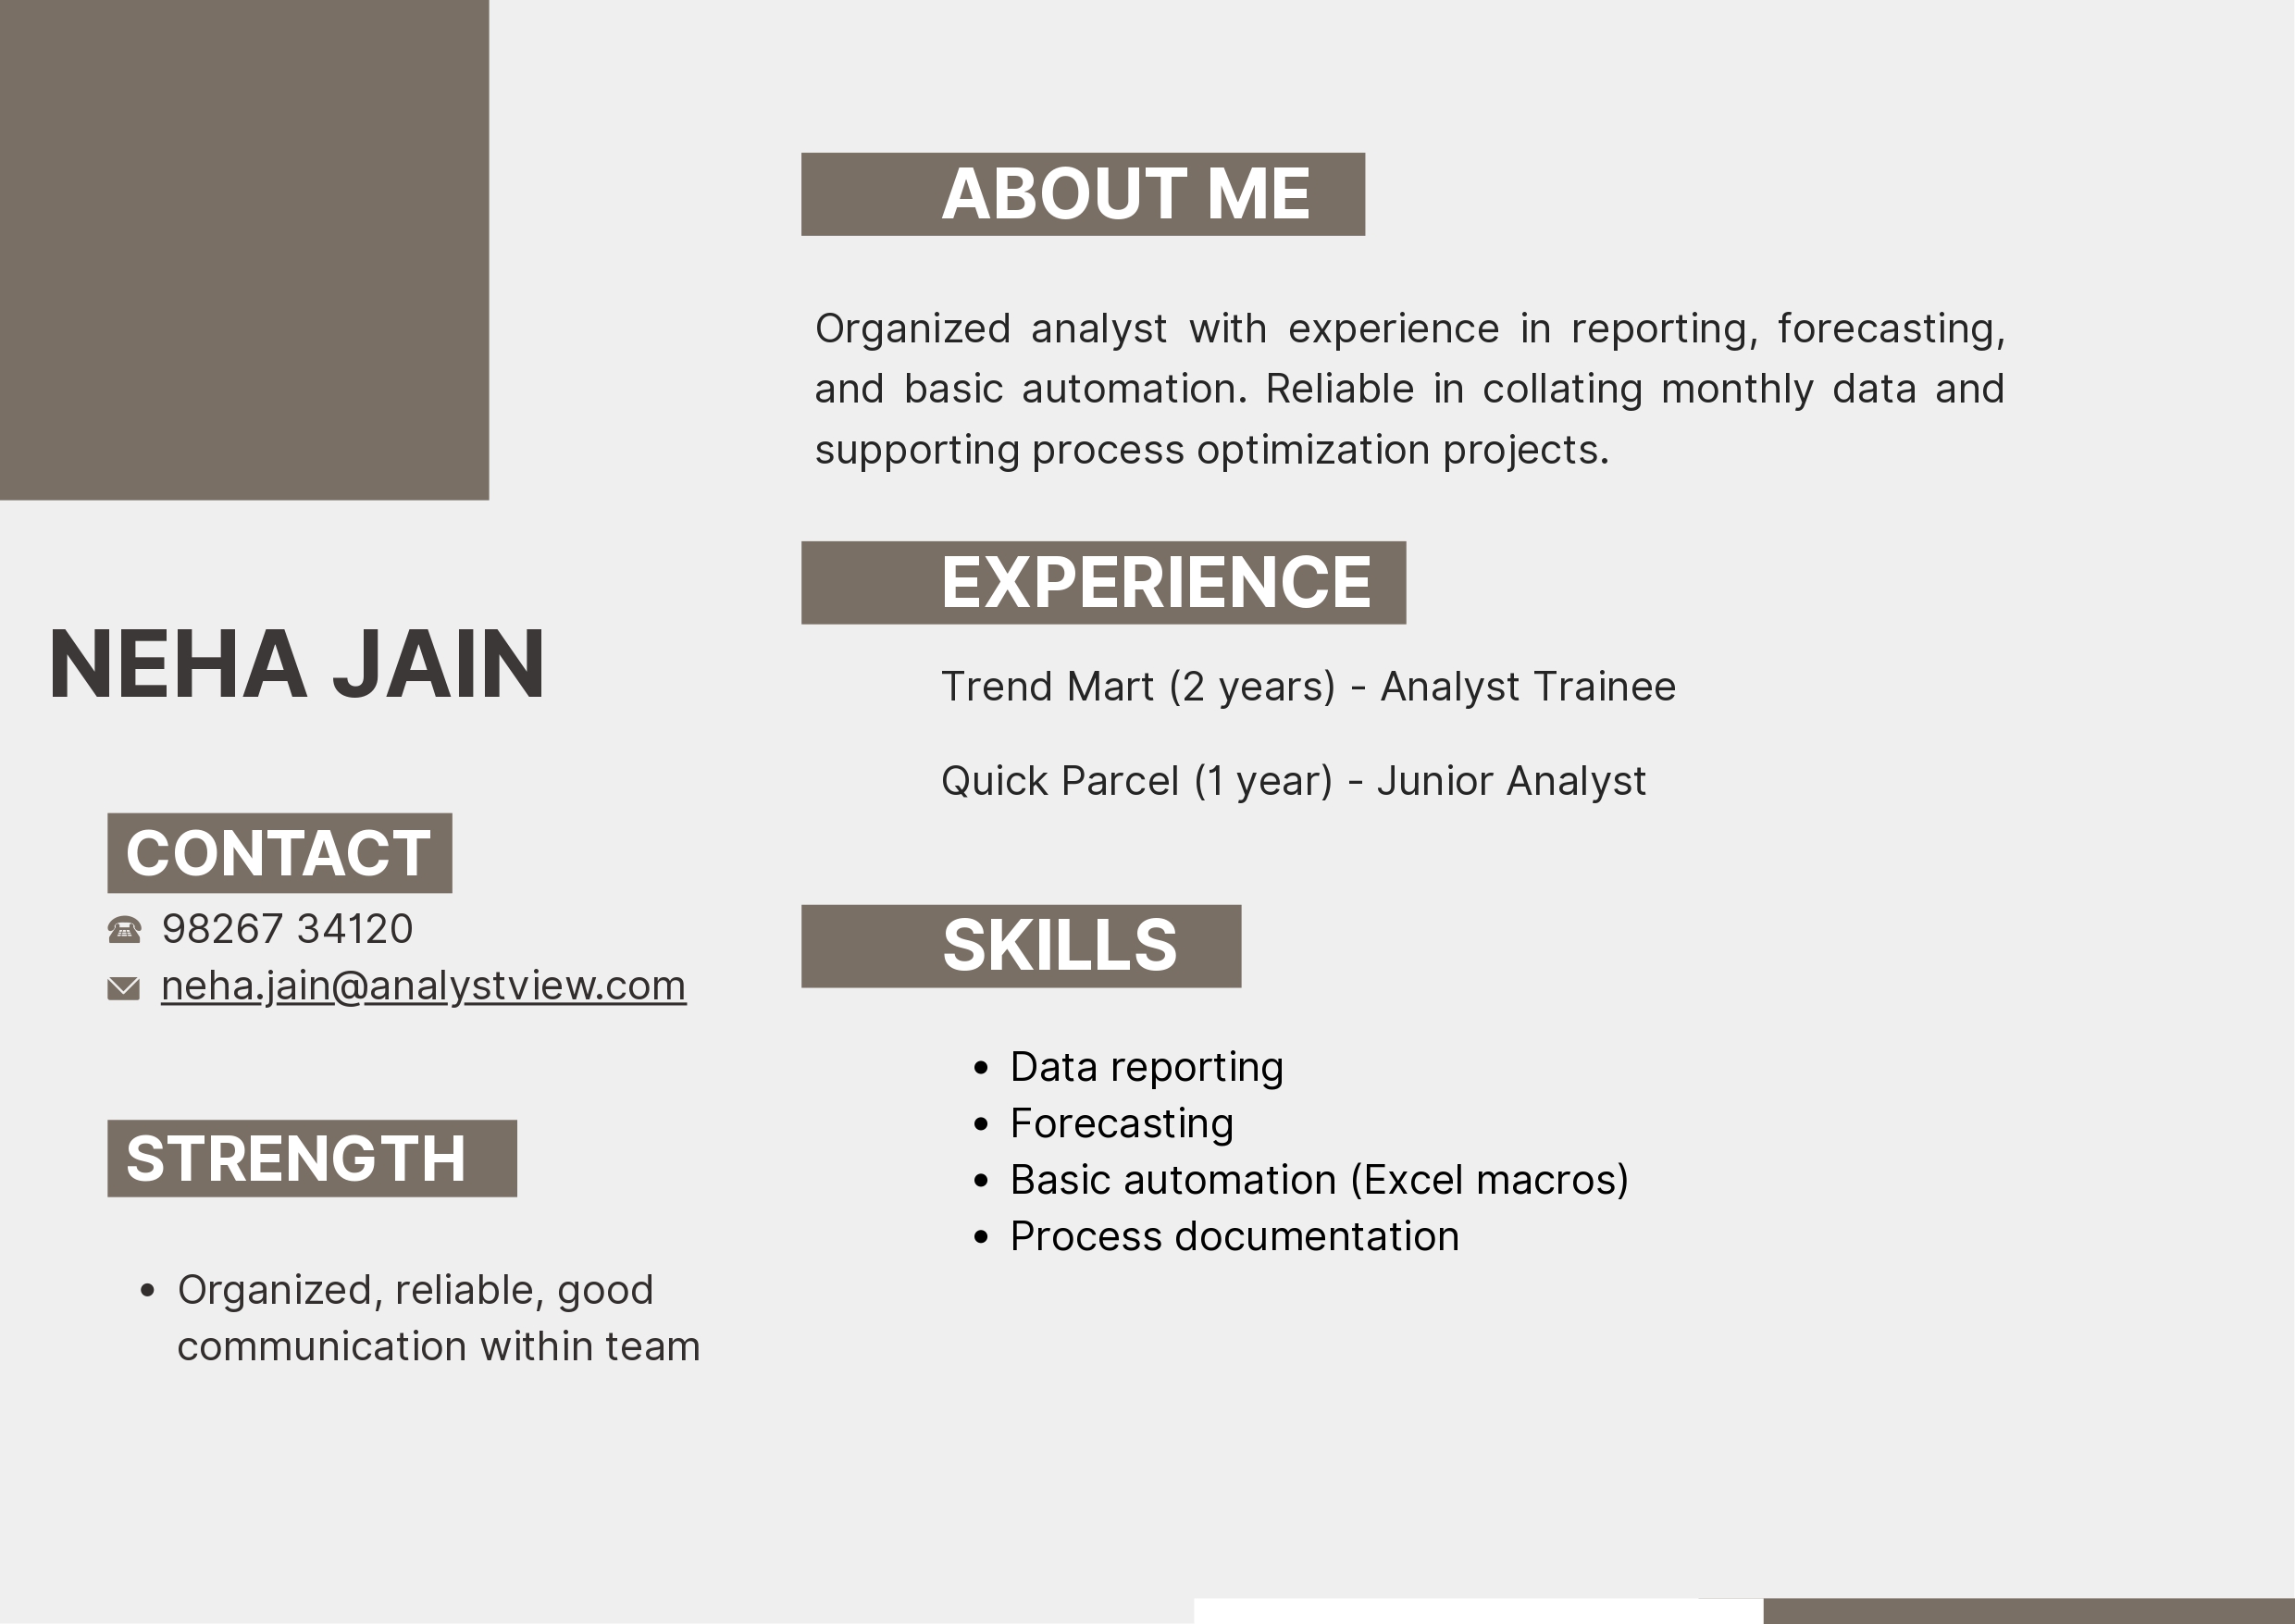 NEHA JAIN
CONTACT
98267 34120
neha.jain@analystview.com
STRENGTH
• Organized, reliable, good
communication within team
ABOUT ME
Organized analyst with experience in reporting, forecasting,
and basic automation. Reliable in collating monthly data and
supporting process optimization projects.
EXPERIENCE
Trend Mart (2 years) - Analyst Trainee
Quick Parcel (1 year) - Junior Analyst
SKILLS
• Data reporting
• Forecasting
• Basic automation (Excel macros)
• Process documentation